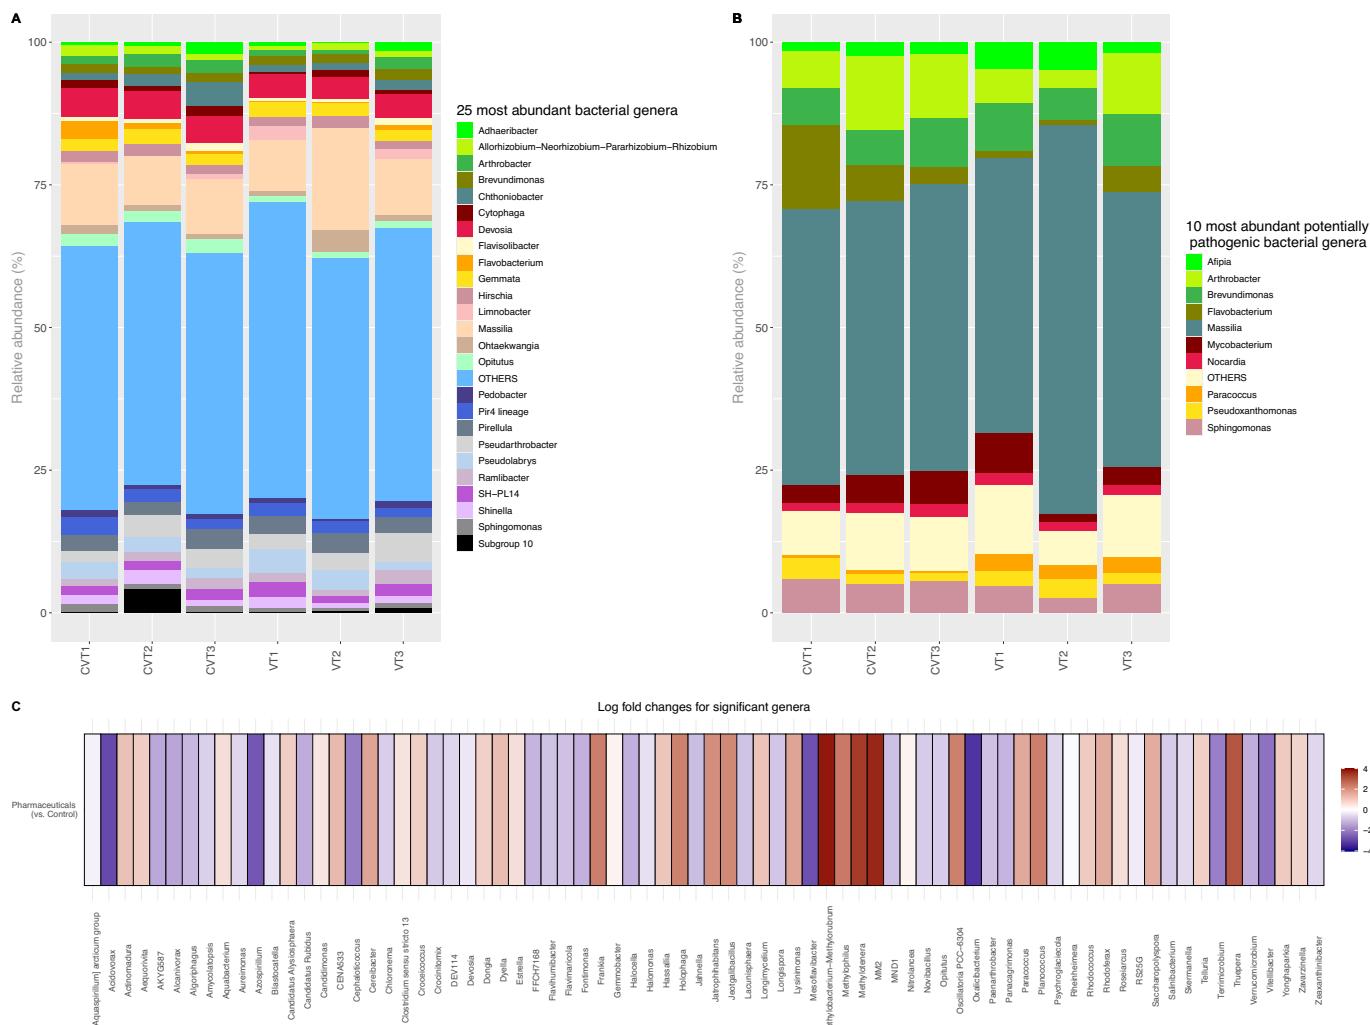 A
100
75
50
25
0
Relative abundance (%)
CVT1
CVT2
CVT3
VT1
VT2
VT3
25 most abundant bacterial genera
Adhaeribacter
Allorhizobium−Neorhizobium−Pararhizobium−Rhizobium
Arthrobacter
Brevundimonas
Chthoniobacter
Cytophaga
Devosia
Flavisolibacter
Flavobacterium
Gemmata
Hirschia
Limnobacter
Massilia
Ohtaekwangia
Opitutus
OTHERS
Pedobacter
Pir4 lineage
Pirellula
Pseudarthrobacter
Pseudolabrys
Ramlibacter
SH−PL14
Shinella
Sphingomonas
Subgroup 10
B
100
75
50
25
0
Relative abundance (%)
CVT1
CVT2
CVT3
VT1
VT2
VT3
10 most abundant potentially
pathogenic bacterial genera
Afipia
Arthrobacter
Brevundimonas
Flavobacterium
Massilia
Mycobacterium
Nocardia
OTHERS
Paracoccus
Pseudoxanthomonas
Sphingomonas
C
Log fold changes for significant genera
Pharmaceuticals
(vs. Control)
Aquaspirillum] arcticum group
Acidovorax
Actinomadura
Aequorivita
AKYG587
Alcanivorax
Algoriphagus
Amycolatopsis
Aquabacterium
Aureimonas
Azospirillum
Blastocatella
Candidatus Alysiosphaera
Candidatus Rubidus
Candidimonas
CENA533
Cephaloticoccus
Cereibacter
Chloronema
Clostridium sensu stricto 13
Croceicoccus
Crocinitomix
DEV114
Devosia
Dongia
Dyella
Estrella
FFCH7168
Flavihumibacter
Flavimaricola
Fontimonas
Frankia
Gemmobacter
Haliocella
Halomonas
Hassallia
Holophaga
Jahnella
Jatrophihabitans
Jeotgalibacillus
Lacunisphaera
Longimycelium
Longispora
Lysinimonas
Mesoflavibacter
thylobacterium−Methylorubrum
Methylophilus
Methylotenera
MM2
MND1
Nitrolancea
Novibacillus
Opitutus
Oscillatoria PCC−6304
Oxalicibacterium
Paenarthrobacter
Panacagrimonas
Paracoccus
Planococcus
Psychroglaciecola
Rheinheimera
Rhodococcus
Rhodoferax
Roseiarcus
RS25G
Saccharopolyspora
Salinibacterium
Skermanella
Telluria
Terrimicrobium
Truepera
Verrucomicrobium
Vitellibacter
Yonghaparkia
Zavarzinella
Zeaxanthinibacter
4
2
0
−2
−4